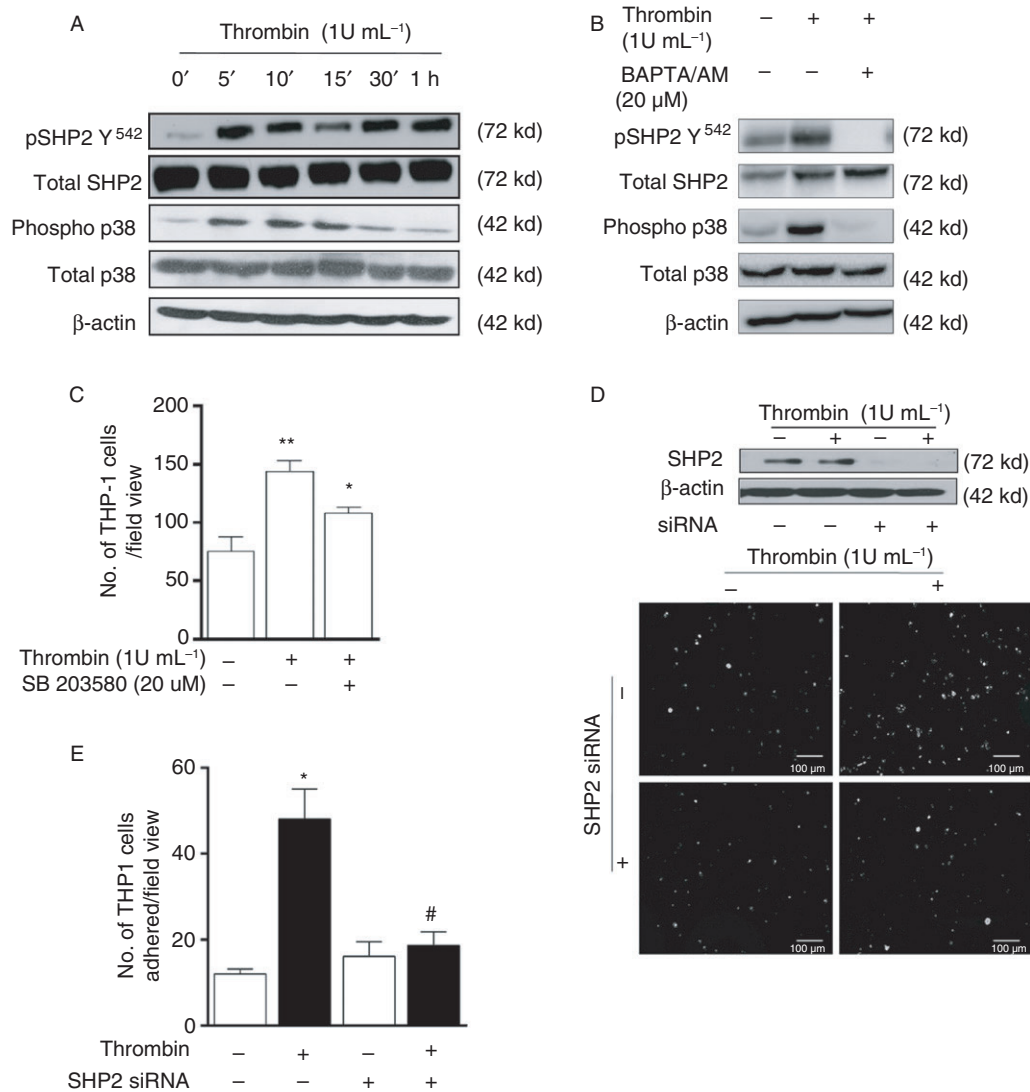 A
Thrombin (1U mL⁻¹)
0′ 5′ 10′ 15′ 30′ 1 h
pSHP2 Y⁵⁴² (72 kd)
Total SHP2 (72 kd)
Phospho p38 (42 kd)
Total p38 (42 kd)
β-actin (42 kd)
B
Thrombin – + +
(1U mL⁻¹)
BAPTA/AM – – +
(20 µM)
pSHP2 Y⁵⁴² (72 kd)
Total SHP2 (72 kd)
Phospho p38 (42 kd)
Total p38 (42 kd)
β-actin (42 kd)
C
No. of THP-1 cells
/field view
200
150
100
50
0
**
*
Thrombin (1U mL⁻¹) – + +
SB 203580 (20 uM) – – +
D
Thrombin (1U mL⁻¹)
– + – +
SHP2 (72 kd)
β-actin (42 kd)
siRNA – – + +
Thrombin (1U mL⁻¹)
– +
SHP2 siRNA
–
+
100 µm
100 µm
100 µm
100 µm
E
No. of THP1 cells
adhered/field view
60
40
20
0
*
#
Thrombin – + – +
SHP2 siRNA – – + +